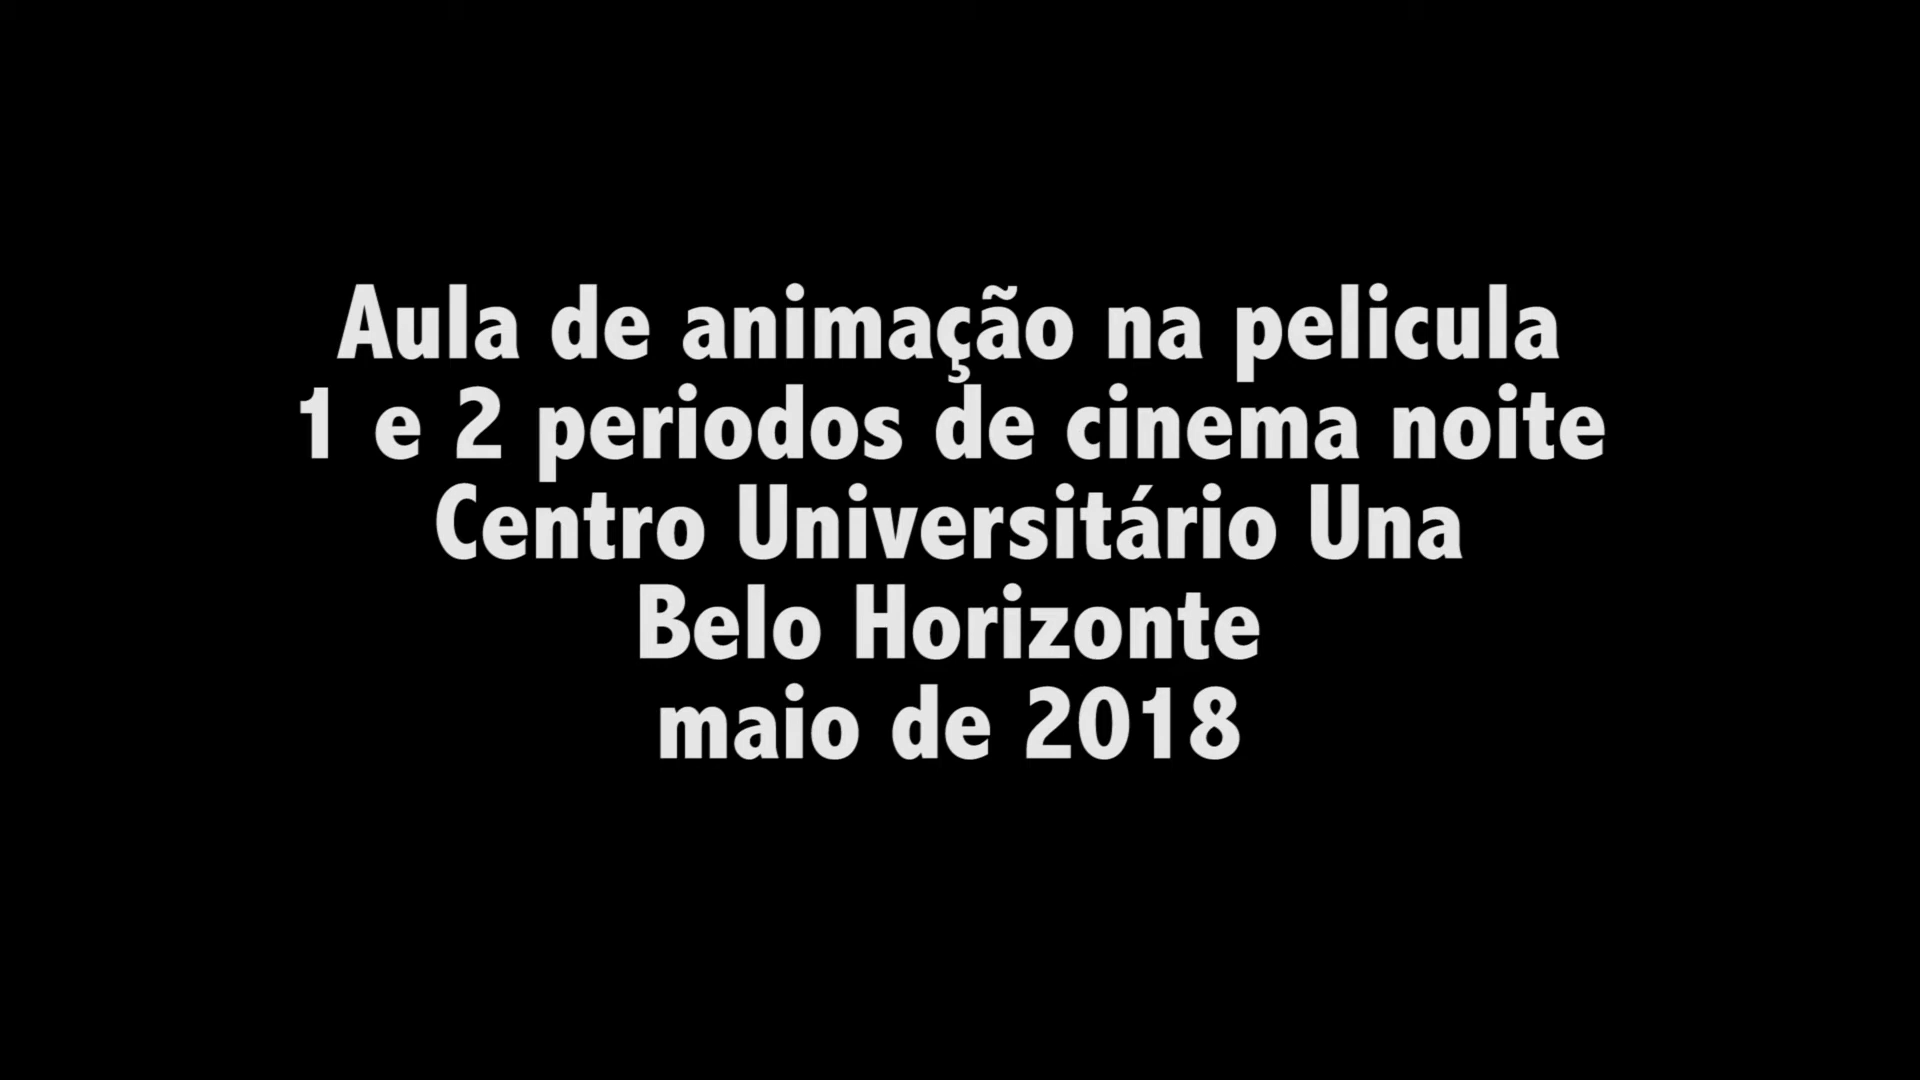 Aula de animação na pelicula
1 e 2 periodos de cinema noite
Centro Universitário Una
Belo Horizonte
maio de 2018